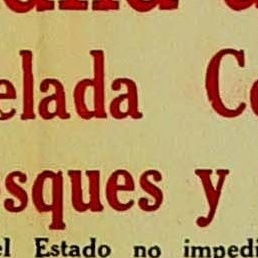 elada Co
sques y
el Estado no impedi